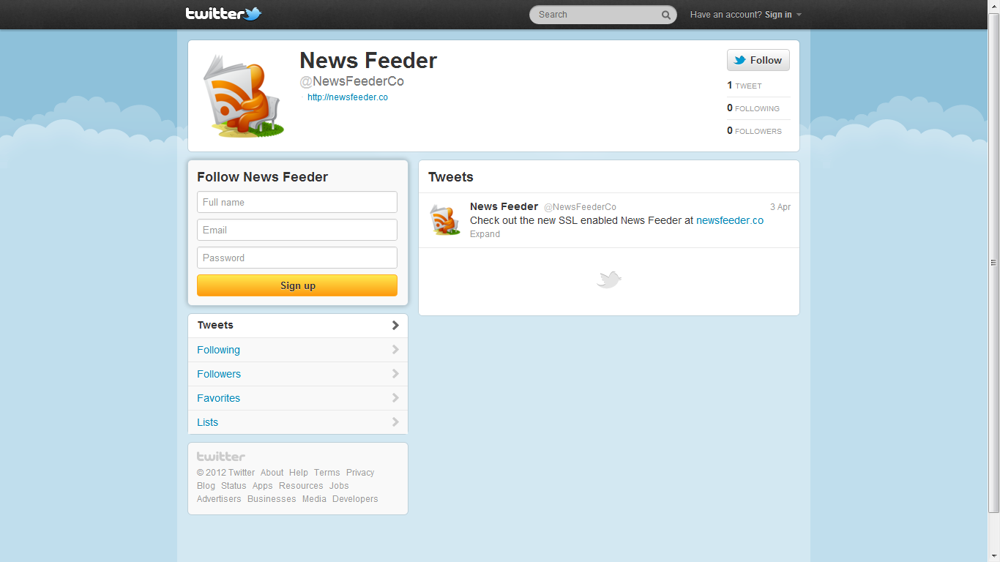 twitter
Search
Have an account? Sign in
News Feeder
@NewsFeederCo
http://newsfeeder.co
Follow
1 TWEET
0 FOLLOWING
0 FOLLOWERS
Follow News Feeder
Full name
Email
Password
Sign up
Tweets
Following
Followers
Favorites
Lists
twitter
© 2012 Twitter About Help Terms Privacy
Blog Status Apps Resources Jobs
Advertisers Businesses Media Developers
Tweets
News Feeder @NewsFeederCo 3 Apr
Check out the new SSL enabled News Feeder at newsfeeder.co
Expand